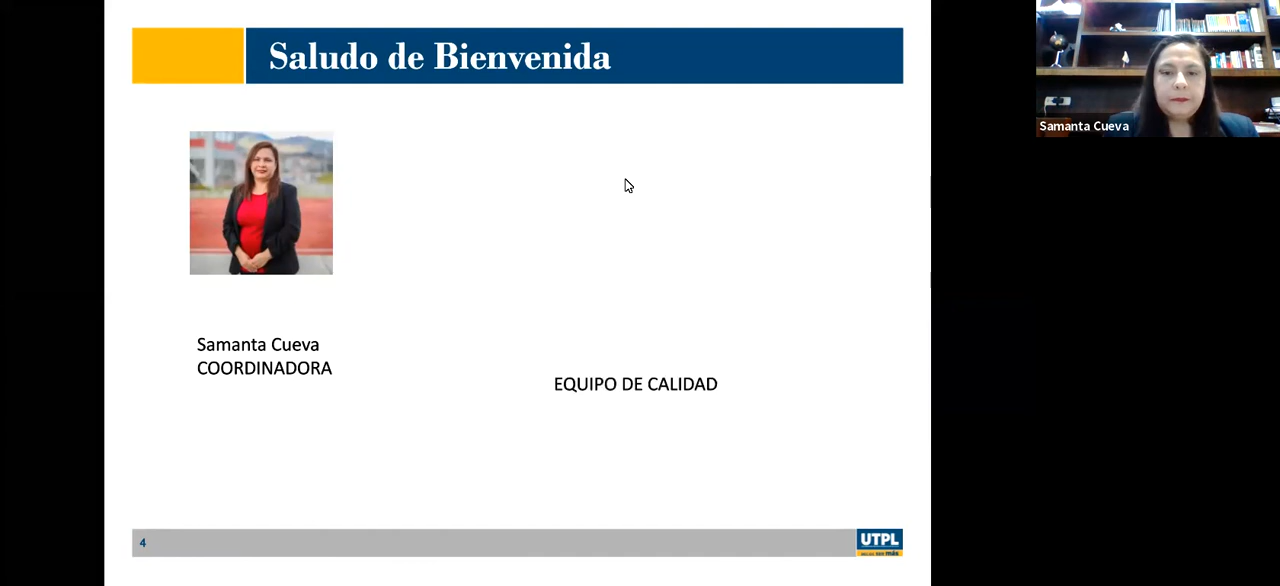 Saludo de Bienvenida
Samanta Cueva
Samanta Cueva
COORDINADORA
EQUIPO DE CALIDAD
4
UTPL